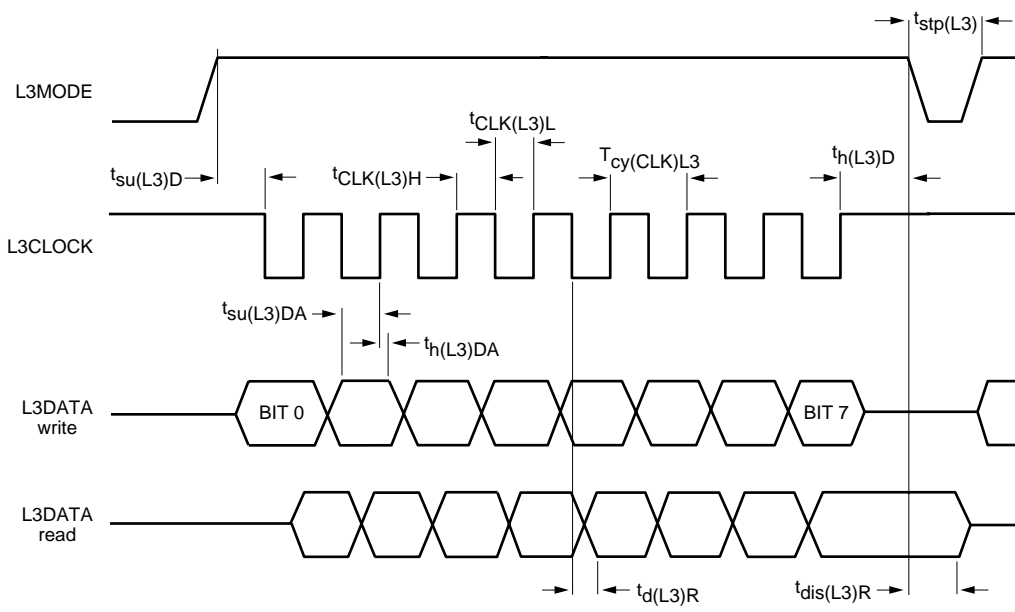 tstp(L3)
L3MODE
tCLK(L3)L
tsu(L3)D
tCLK(L3)H
Tcy(CLK)L3
th(L3)D
L3CLOCK
tsu(L3)DA
th(L3)DA
L3DATA
write
BIT 0
BIT 7
L3DATA
read
td(L3)R
tdis(L3)R